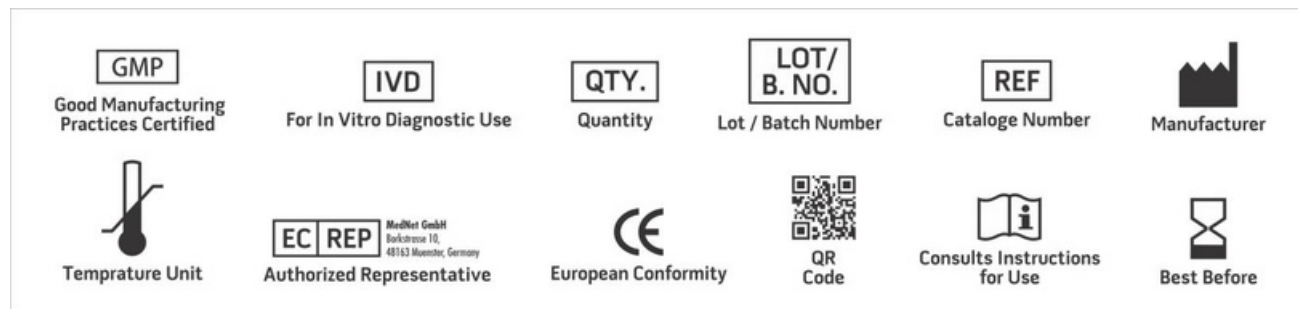 GMP
Good Manufacturing
Practices Certified
IVD
For In Vitro Diagnostic Use
QTY.
Quantity
LOT/
B. NO.
Lot / Batch Number
REF
Cataloge Number
Manufacturer
Temprature Unit
EC REP
MedNet GmbH
Borkstrasse 10,
48163 Muenster, Germany
Authorized Representative
CE
European Conformity
QR
Code
i
Consults Instructions
for Use
Best Before